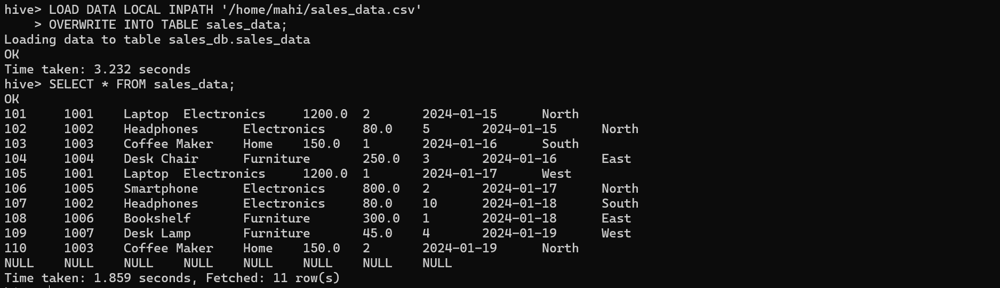 hive> LOAD DATA LOCAL INPATH '/home/mahi/sales_data.csv'
    > OVERWRITE INTO TABLE sales_data;
Loading data to table sales_db.sales_data
OK
Time taken: 3.232 seconds
hive> SELECT * FROM sales_data;
OK
101	1001	Laptop	Electronics	1200.0	2	2024-01-15	North
102	1002	Headphones	Electronics	80.0	5	2024-01-15	North
103	1003	Coffee Maker	Home	150.0	1	2024-01-16	South
104	1004	Desk Chair	Furniture	250.0	3	2024-01-16	East
105	1001	Laptop	Electronics	1200.0	1	2024-01-17	West
106	1005	Smartphone	Electronics	800.0	2	2024-01-17	North
107	1002	Headphones	Electronics	80.0	10	2024-01-18	South
108	1006	Bookshelf	Furniture	300.0	1	2024-01-18	East
109	1007	Desk Lamp	Furniture	45.0	4	2024-01-19	West
110	1003	Coffee Maker	Home	150.0	2	2024-01-19	North
NULL	NULL	NULL	NULL	NULL	NULL	NULL	NULL
Time taken: 1.859 seconds, Fetched: 11 row(s)